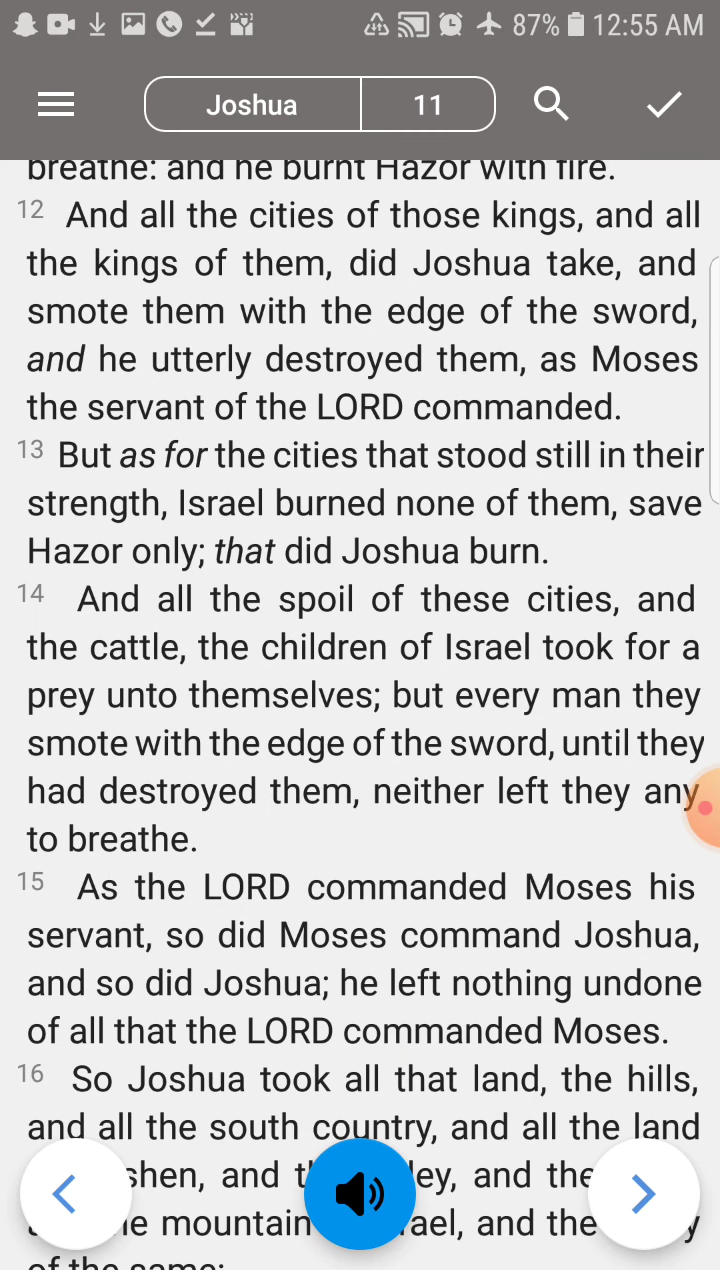 87% 12:55 AM
Joshua 11
breathe: and he burnt Hazor with fire.
12 And all the cities of those kings, and all
the kings of them, did Joshua take, and
smote them with the edge of the sword,
and he utterly destroyed them, as Moses
the servant of the LORD commanded.
13 But as for the cities that stood still in their
strength, Israel burned none of them, save
Hazor only; that did Joshua burn.
14 And all the spoil of these cities, and
the cattle, the children of Israel took for a
prey unto themselves; but every man they
smote with the edge of the sword, until they
had destroyed them, neither left they any
to breathe.
15 As the LORD commanded Moses his
servant, so did Moses command Joshua,
and so did Joshua; he left nothing undone
of all that the LORD commanded Moses.
16 So Joshua took all that land, the hills,
and all the south country, and all the land
shen, and ley, and the
mountain rael, and the
of the same;